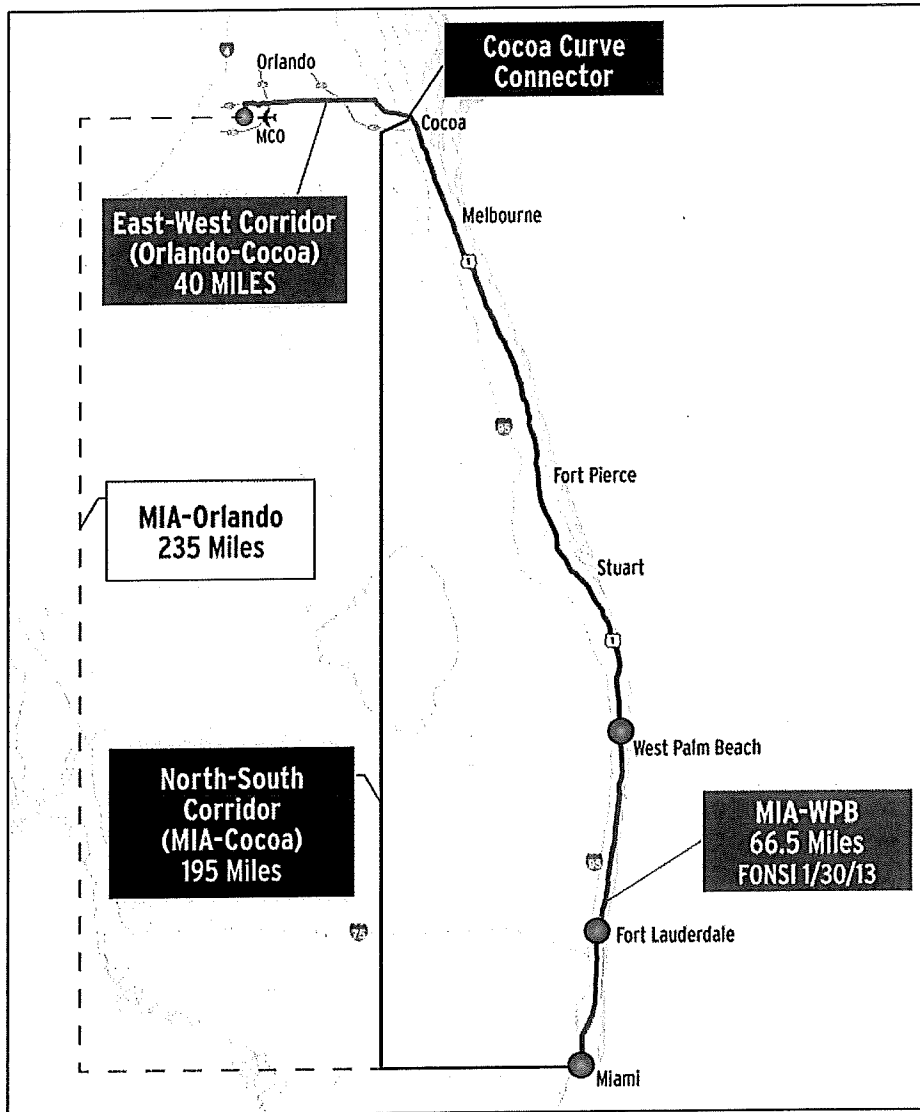 Cocoa Curve
Connector
4
Orlando
MCO
Cocoa
East-West Corridor
(Orlando-Cocoa)
40 MILES
Melbourne
1
95
Fort Pierce
MIA-Orlando
235 Miles
Stuart
1
West Palm Beach
North-South
Corridor
(MIA-Cocoa)
195 Miles
MIA-WPB
66.5 Miles
FONSI 1/30/13
95
75
Fort Lauderdale
Miami